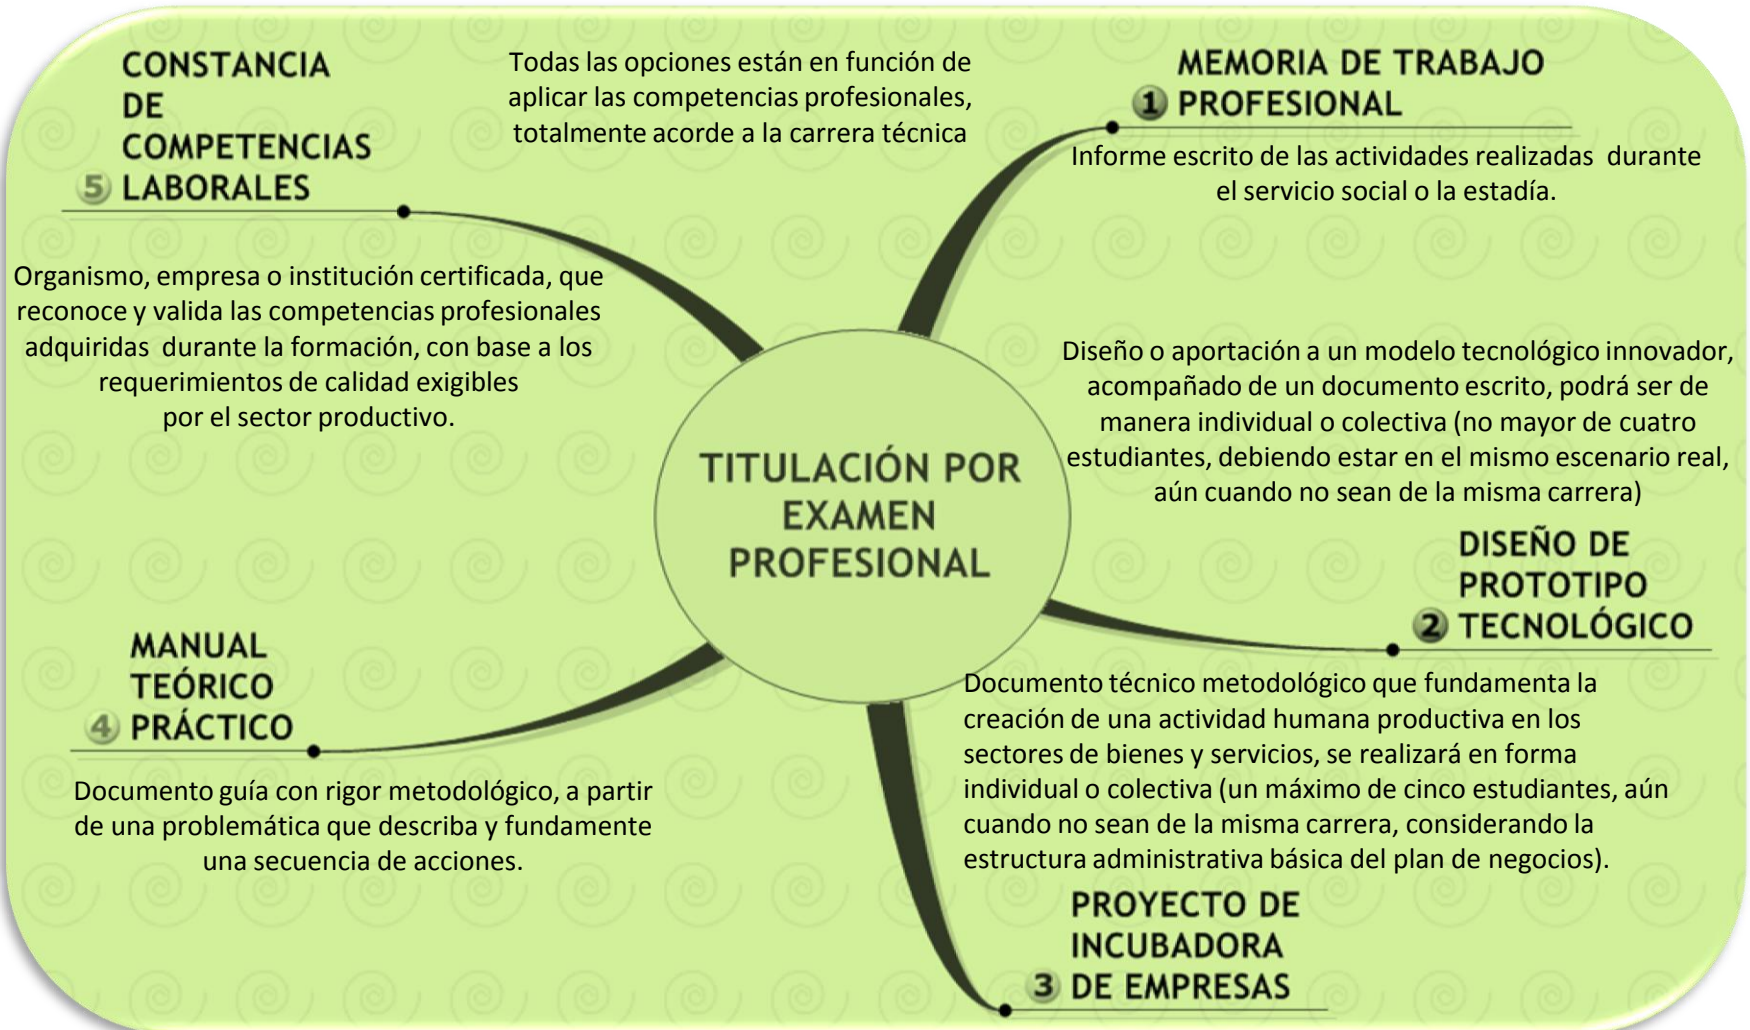 Todas las opciones están en función de
aplicar las competencias profesionales,
totalmente acorde a la carrera técnica
TITULACIÓN POR
EXAMEN
PROFESIONAL
MEMORIA DE TRABAJO
1 PROFESIONAL
Informe escrito de las actividades realizadas durante
el servicio social o la estadía.
Diseño o aportación a un modelo tecnológico innovador,
acompañado de un documento escrito, podrá ser de
manera individual o colectiva (no mayor de cuatro
estudiantes, debiendo estar en el mismo escenario real,
aún cuando no sean de la misma carrera)
DISEÑO DE
PROTOTIPO
2 TECNOLÓGICO
Documento técnico metodológico que fundamenta la
creación de una actividad humana productiva en los
sectores de bienes y servicios, se realizará en forma
individual o colectiva (un máximo de cinco estudiantes, aún
cuando no sean de la misma carrera, considerando la
estructura administrativa básica del plan de negocios).
PROYECTO DE
INCUBADORA
3 DE EMPRESAS
MANUAL
TEÓRICO
4 PRÁCTICO
Documento guía con rigor metodológico, a partir
de una problemática que describa y fundamente
una secuencia de acciones.
CONSTANCIA
DE
COMPETENCIAS
5 LABORALES
Organismo, empresa o institución certificada, que
reconoce y valida las competencias profesionales
adquiridas durante la formación, con base a los
requerimientos de calidad exigibles
por el sector productivo.